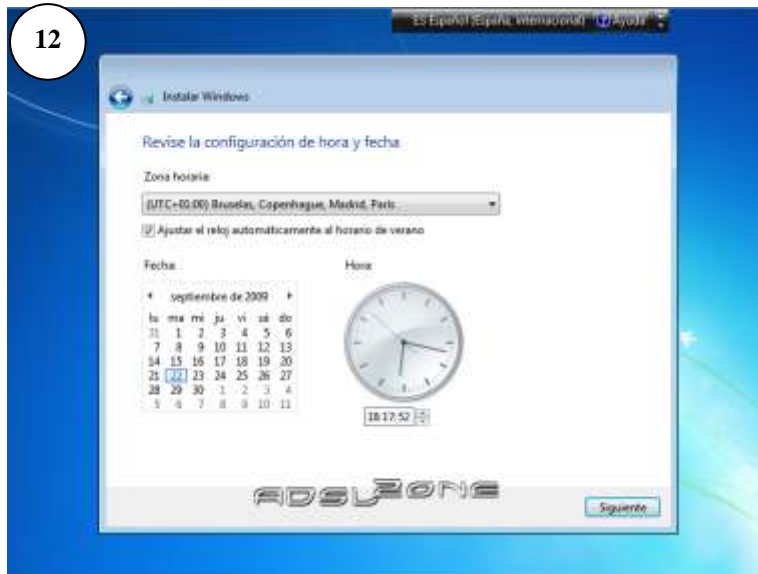 12
ES Español (España, internacional) Ayuda
Instalar Windows
Revise la configuración de hora y fecha
Zona horaria:
(UTC+01:00) Bruselas, Copenhague, Madrid, París
Ajustar el reloj automáticamente al horario de verano
Fecha: Hora:
septiembre de 2009
lu ma mi ju vi sá do
31 1 2 3 4 5 6
7 8 9 10 11 12 13
14 15 16 17 18 19 20
21 22 23 24 25 26 27
28 29 30 1 2 3 4
5 6 7 8 9 10 11
18:17:52
ADSLZONE
Siguiente